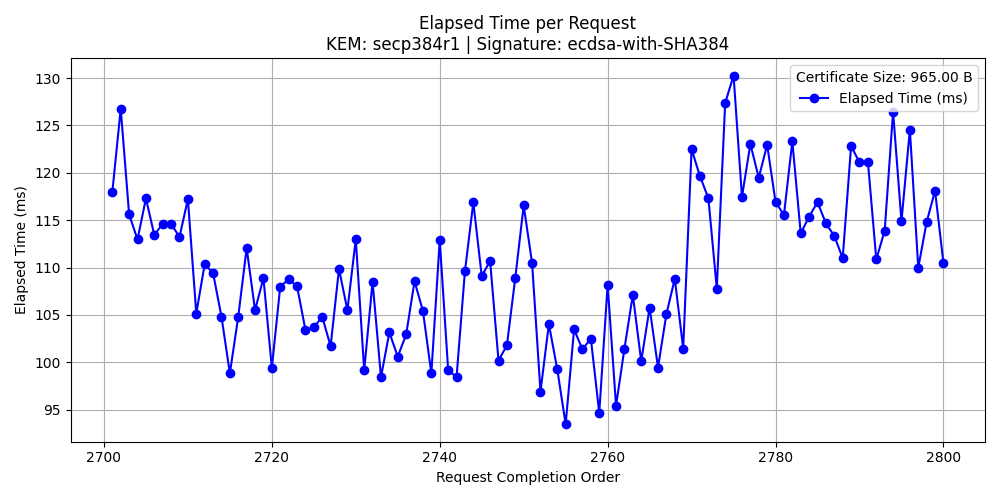 Elapsed Time per Request
KEM: secp384r1 | Signature: ecdsa-with-SHA384
Certificate Size: 965.00 B
Elapsed Time (ms)
Elapsed Time (ms)
130
125
120
115
110
105
100
95
2700 2720 2740 2760 2780 2800
Request Completion Order